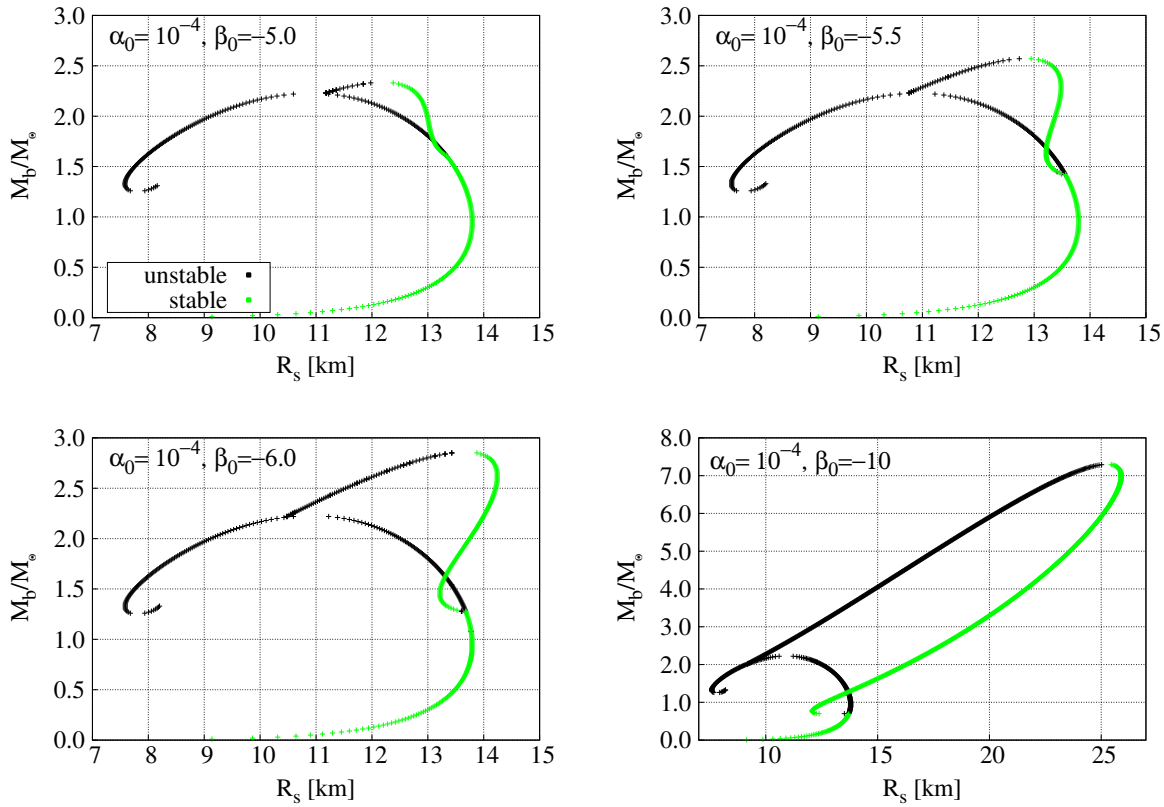 α₀= 10⁻⁴, β₀=−5.0
M_b/M_⊛
3.0
2.5
2.0
1.5
1.0
0.5
0.0
unstable
stable
7 8 9 10 11 12 13 14 15
R_s [km]
α₀= 10⁻⁴, β₀=−5.5
M_b/M_⊛
3.0
2.5
2.0
1.5
1.0
0.5
0.0
7 8 9 10 11 12 13 14 15
R_s [km]
α₀= 10⁻⁴, β₀=−6.0
M_b/M_⊛
3.0
2.5
2.0
1.5
1.0
0.5
0.0
7 8 9 10 11 12 13 14 15
R_s [km]
α₀= 10⁻⁴, β₀=−10
M_b/M_⊛
8.0
7.0
6.0
5.0
4.0
3.0
2.0
1.0
0.0
10 15 20 25
R_s [km]